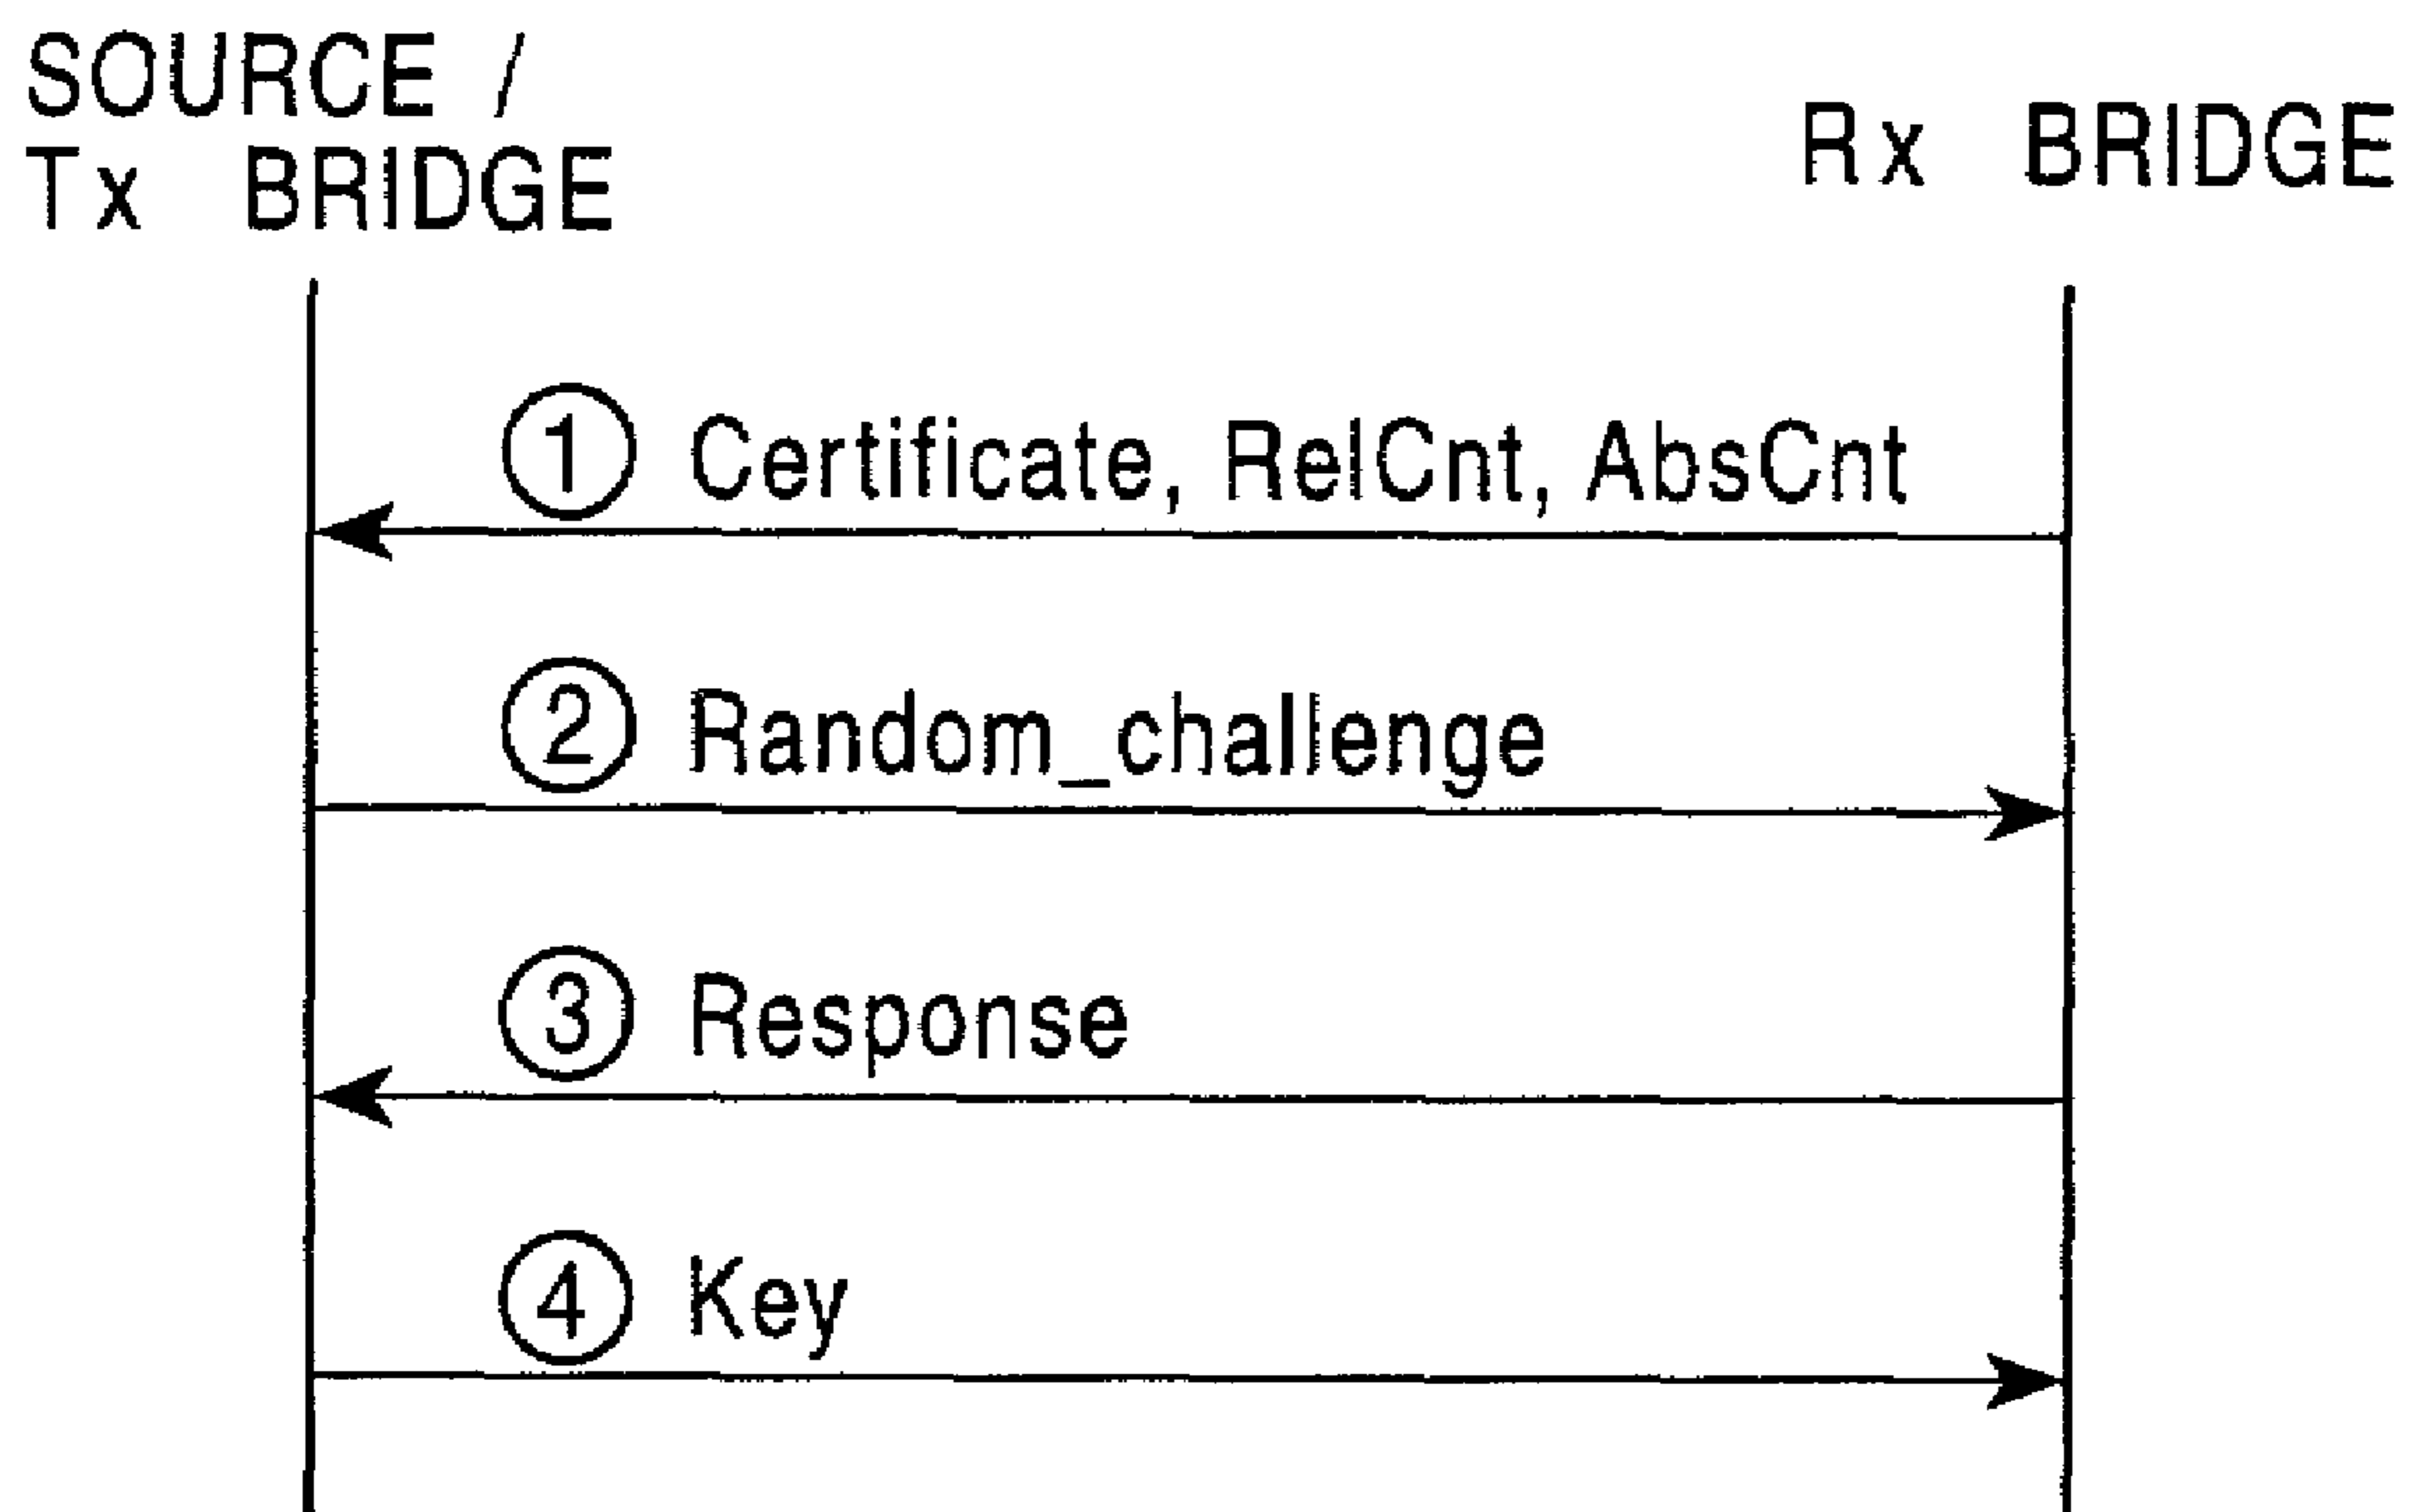 SOURCE /
Tx BRIDGE
Rx BRIDGE
① Certificate, RelCnt, AbsCnt
② Random_challenge
③ Response
④ Key